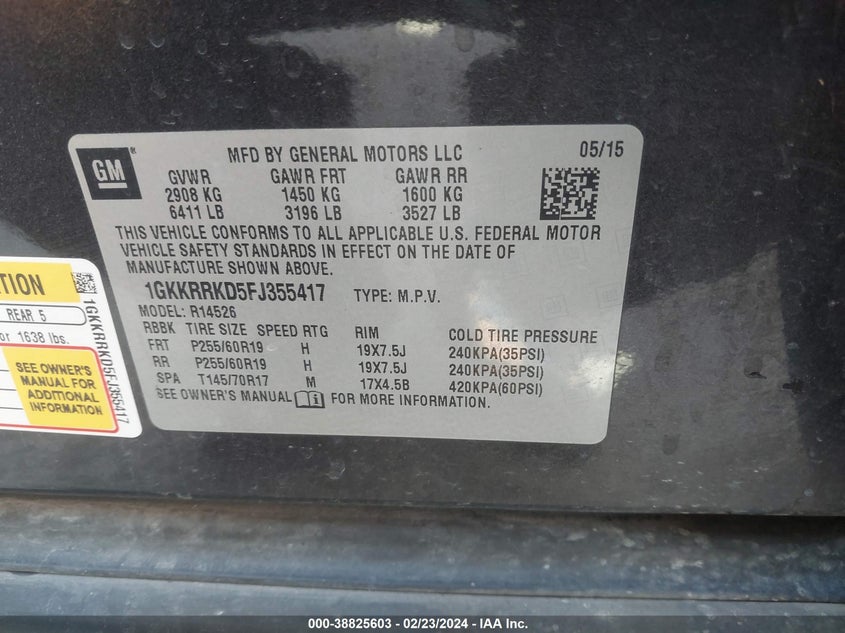 GM ®
MFD BY GENERAL MOTORS LLC 05/15
GVWR GAWR FRT GAWR RR
2908 KG 1450 KG 1600 KG
6411 LB 3196 LB 3527 LB
THIS VEHICLE CONFORMS TO ALL APPLICABLE U.S. FEDERAL MOTOR
VEHICLE SAFETY STANDARDS IN EFFECT ON THE DATE OF
MANUFACTURE SHOWN ABOVE.
1GKKRRKD5FJ355417 TYPE: M.P.V.
MODEL: R14526
RBBK TIRE SIZE SPEED RTG RIM COLD TIRE PRESSURE
FRT P255/60R19 H 19X7.5J 240KPA(35PSI)
RR P255/60R19 H 19X7.5J 240KPA(35PSI)
SPA T145/70R17 M 17X4.5B 420KPA(60PSI)
SEE OWNER'S MANUAL i FOR MORE INFORMATION.
REAR 5
or 1638 lbs.
SEE OWNER'S
MANUAL FOR
ADDITIONAL
INFORMATION
1GKKRRKD5FJ355417
000-38825603 - 02/23/2024 - IAA Inc.